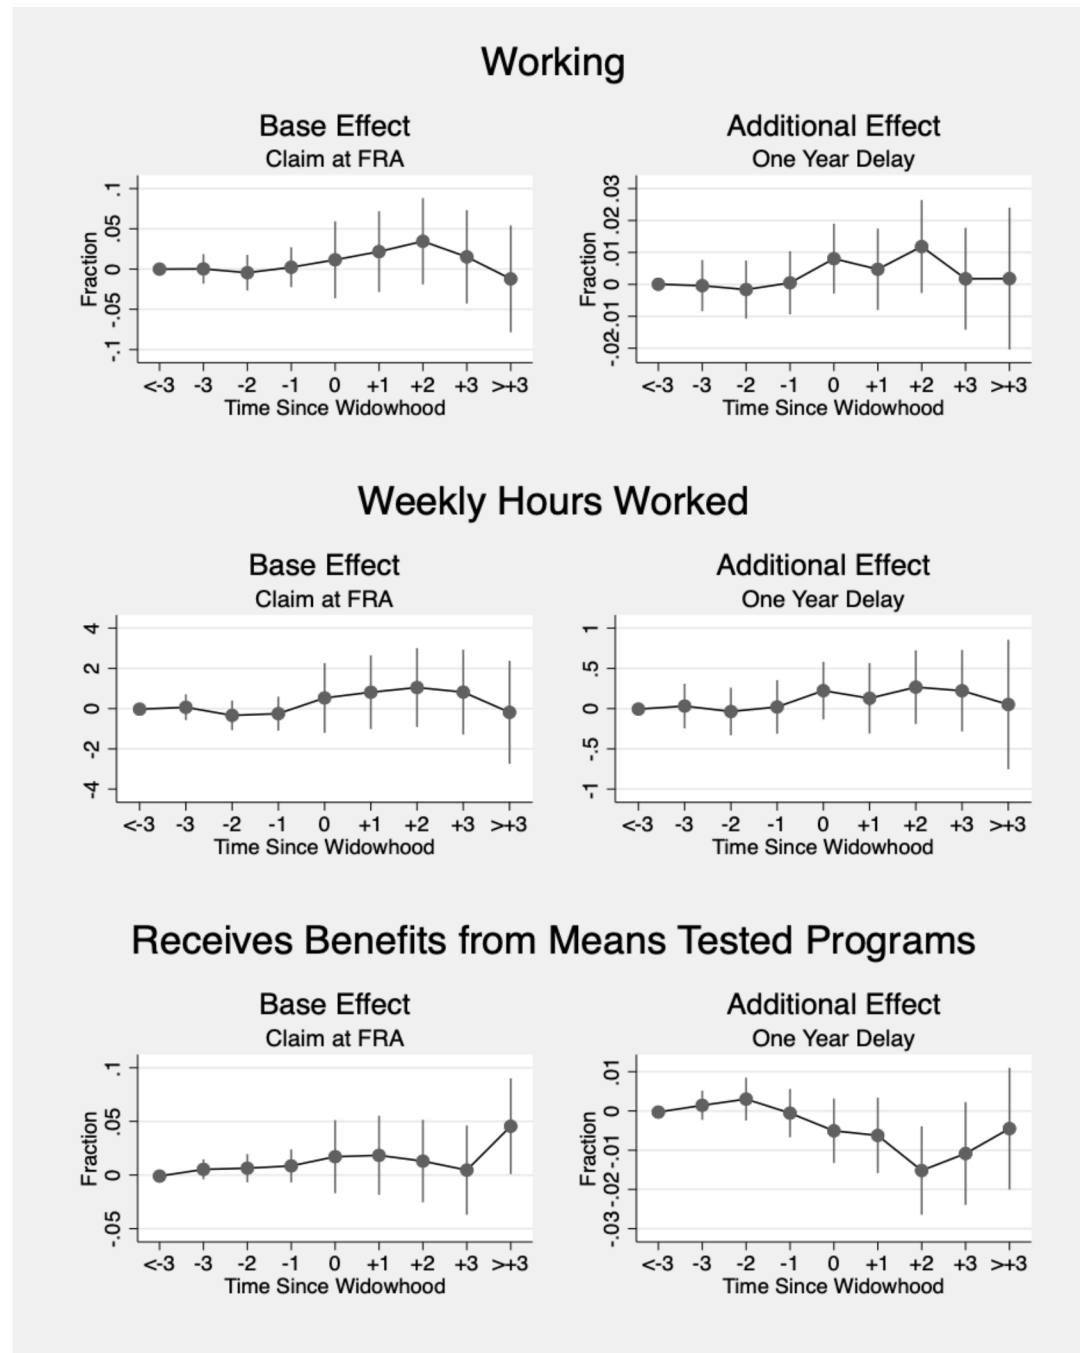 Working
Base Effect
Claim at FRA
Fraction
.1
.05
0
-.05
-.1
<-3 -3 -2 -1 0 +1 +2 +3 >+3
Time Since Widowhood
Additional Effect
One Year Delay
Fraction
.03
.02
.01
0
-.01
-.02
<-3 -3 -2 -1 0 +1 +2 +3 >+3
Time Since Widowhood
Weekly Hours Worked
Base Effect
Claim at FRA
4
2
0
-2
-4
<-3 -3 -2 -1 0 +1 +2 +3 >+3
Time Since Widowhood
Additional Effect
One Year Delay
1
.5
0
-.5
-1
<-3 -3 -2 -1 0 +1 +2 +3 >+3
Time Since Widowhood
Receives Benefits from Means Tested Programs
Base Effect
Claim at FRA
Fraction
.1
.05
0
-.05
<-3 -3 -2 -1 0 +1 +2 +3 >+3
Time Since Widowhood
Additional Effect
One Year Delay
Fraction
.01
0
-.01
-.02
-.03
<-3 -3 -2 -1 0 +1 +2 +3 >+3
Time Since Widowhood